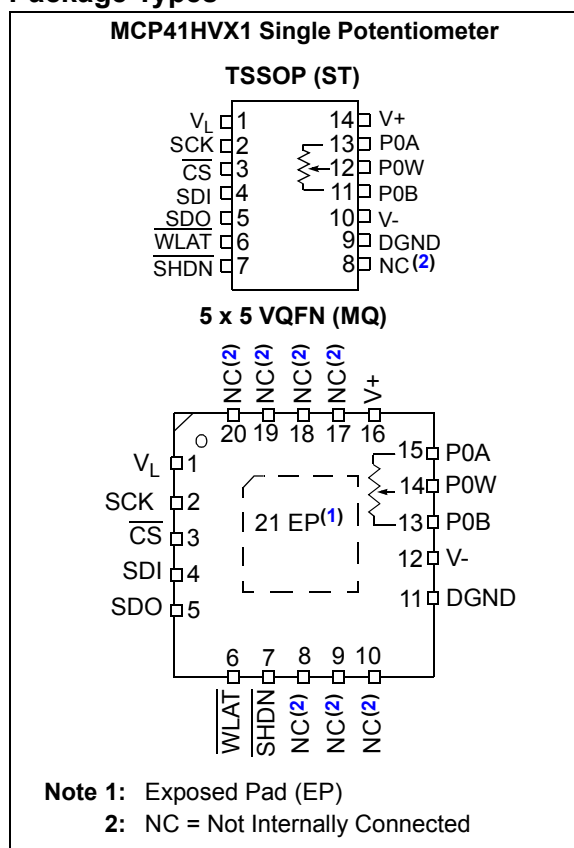 Package Types
MCP41HVX1 Single Potentiometer
TSSOP (ST)
VL 1 14 V+
SCK 2 13 P0A
CS 3 12 P0W
SDI 4 11 P0B
SDO 5 10 V-
WLAT 6 9 DGND
SHDN 7 8 NC(2)
5 x 5 VQFN (MQ)
NC(2) NC(2) NC(2) NC(2) V+
20 19 18 17 16
VL 1 15 P0A
SCK 2 14 P0W
CS 3 21 EP(1) 13 P0B
SDI 4 12 V-
SDO 5 11 DGND
6 7 8 9 10
WLAT SHDN NC(2) NC(2) NC(2)
Note 1: Exposed Pad (EP)
2: NC = Not Internally Connected